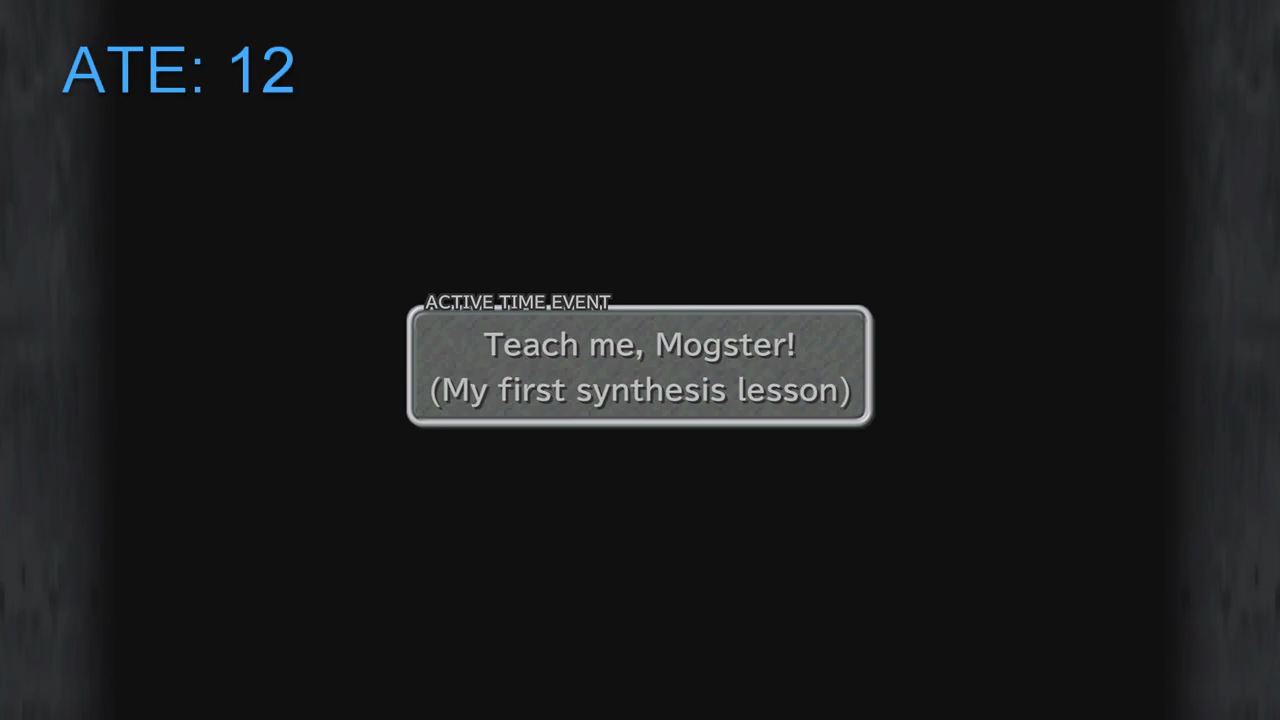 ATE: 12
ACTIVE TIME EVENT
Teach me, Mogster!
(My first synthesis lesson)